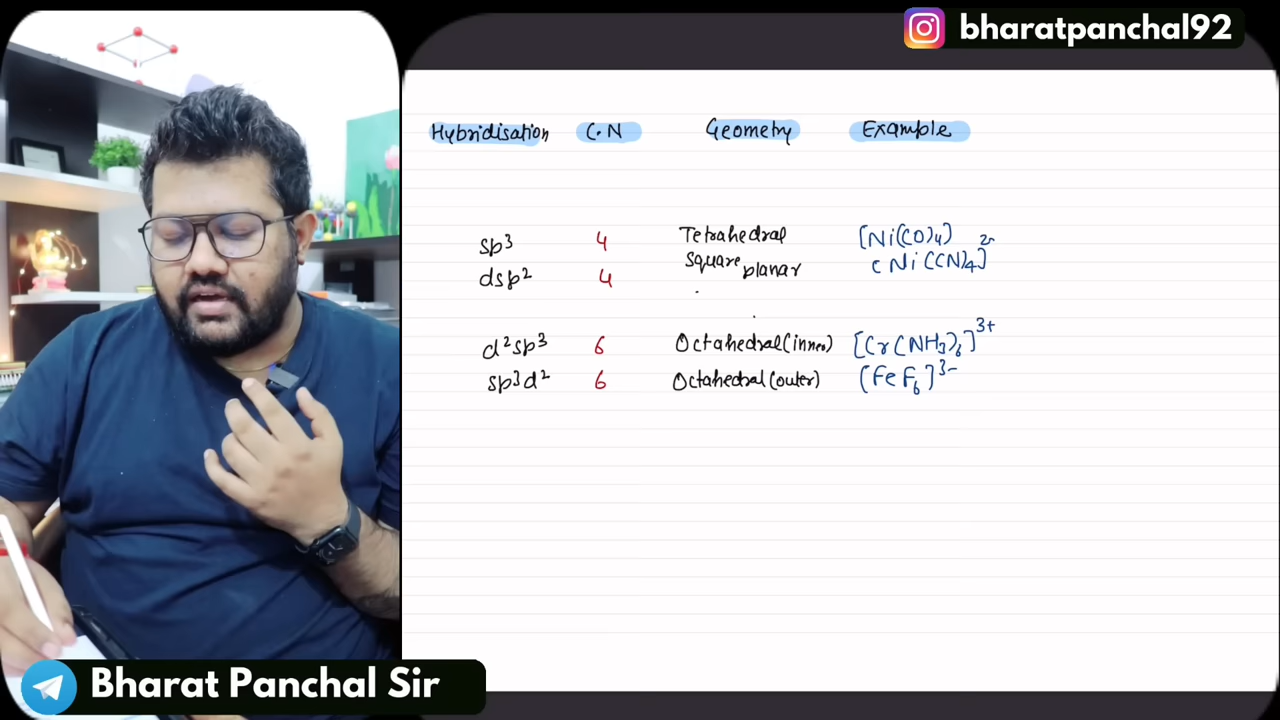 bharatpanchal92
Hybridisation C.N Geometry Example
sp³ 4 Tetrahedral [Ni(CO)₄)
dsp² 4 Square planar [Ni(CN)₄]²⁻
d²sp³ 6 Octahedral(inner) [Cr(NH₃)₆]³⁺
sp³d² 6 Octahedral(outer) [FeF₆]³⁻
Bharat Panchal Sir